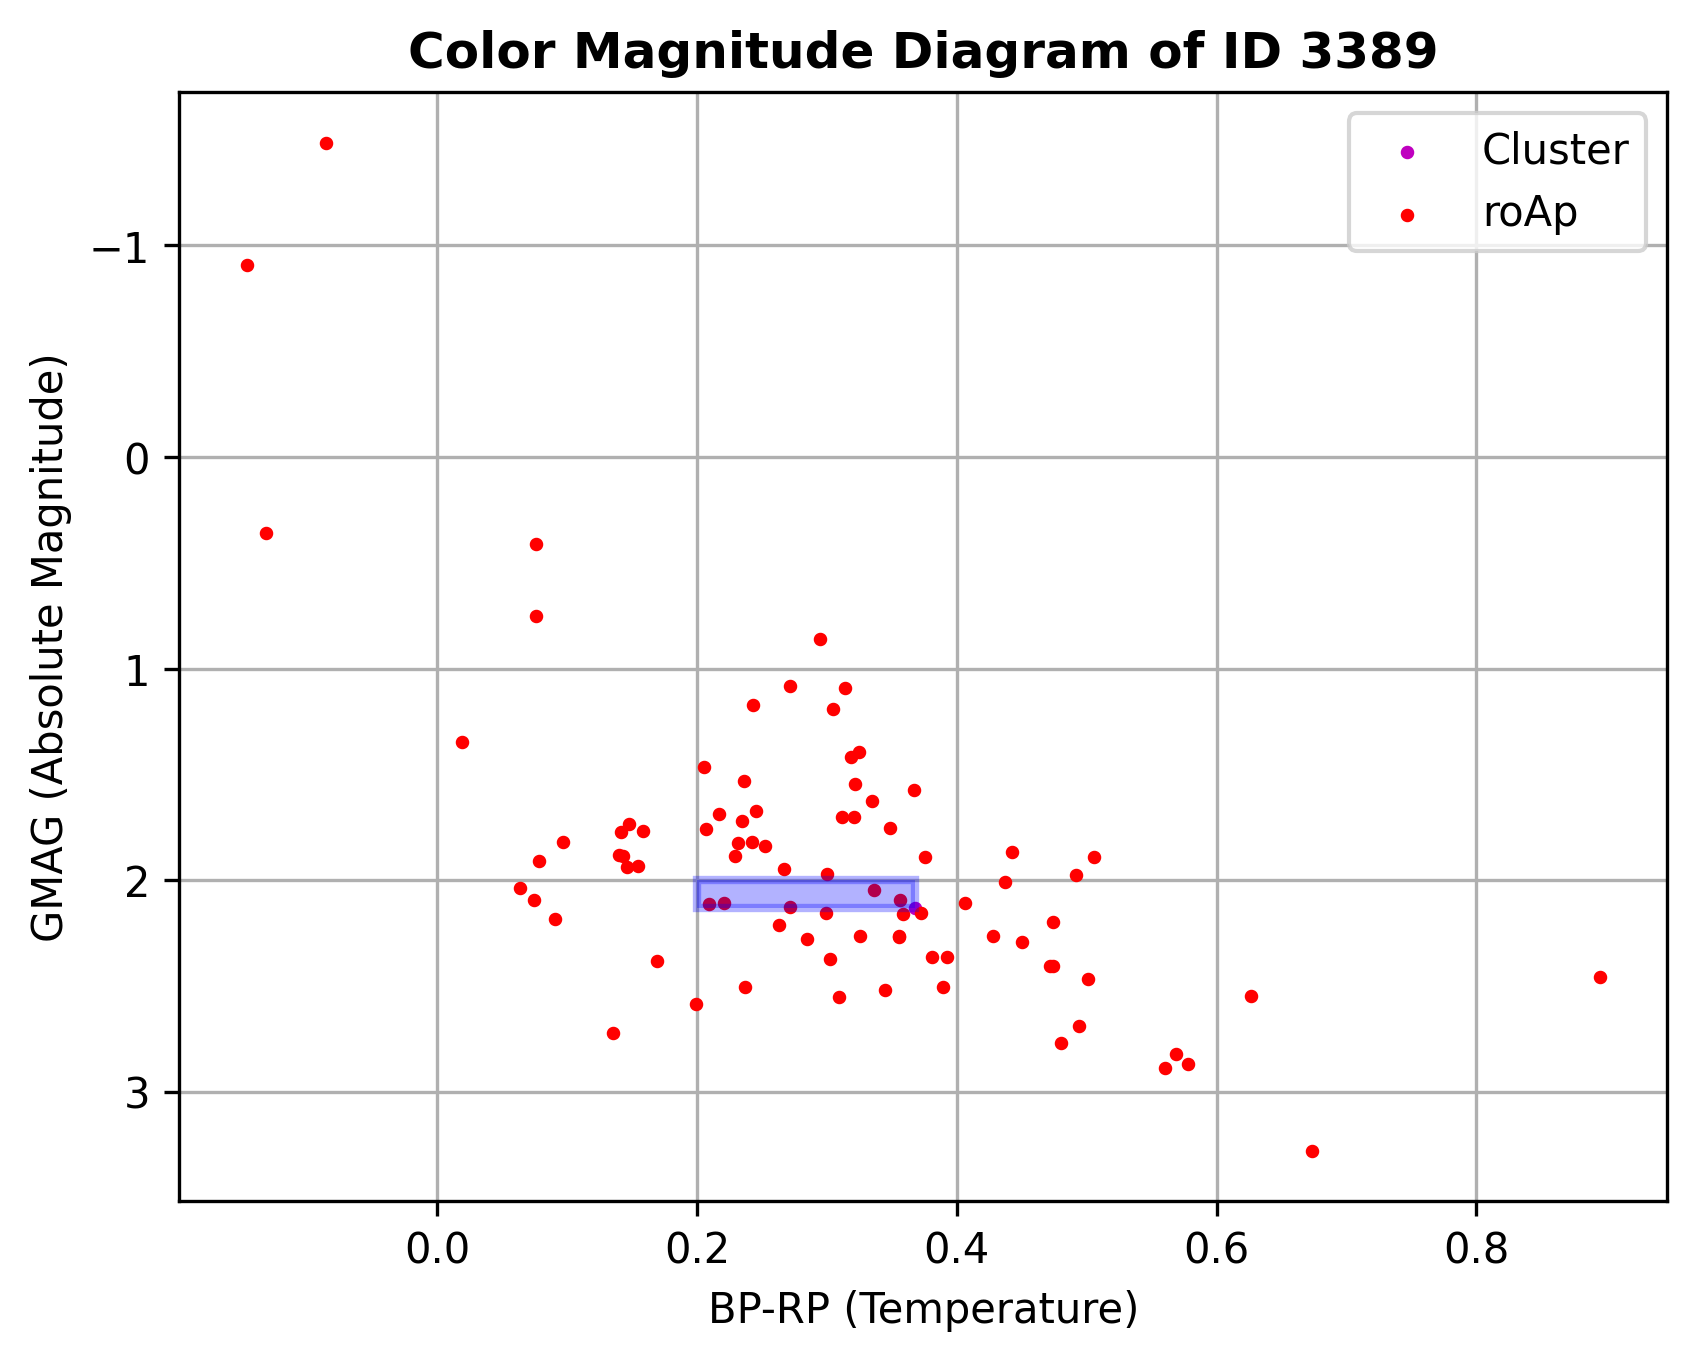 Color Magnitude Diagram of ID 3389
Cluster
roAp
GMAG (Absolute Magnitude)
−1
0
1
2
3
0.0 0.2 0.4 0.6 0.8
BP-RP (Temperature)